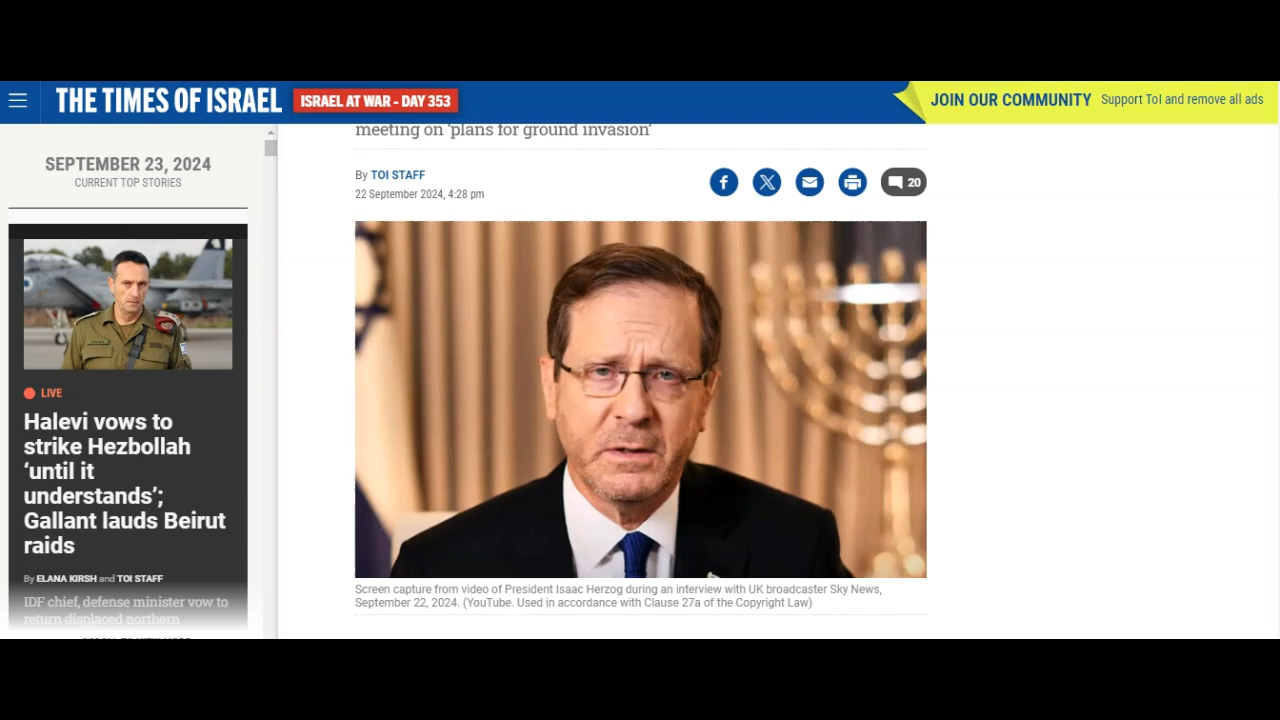 THE TIMES OF ISRAEL
ISRAEL AT WAR - DAY 353
JOIN OUR COMMUNITY Support ToI and remove all ads
SEPTEMBER 23, 2024
CURRENT TOP STORIES
LIVE
Halevi vows to
strike Hezbollah
‘until it
understands’;
Gallant lauds Beirut
raids
By ELANA KIRSH and TOI STAFF
IDF chief, defense minister vow to
return displaced northern
meeting on ‘plans for ground invasion’
By TOI STAFF
22 September 2024, 4:28 pm
20
Screen capture from video of President Isaac Herzog during an interview with UK broadcaster Sky News,
September 22, 2024. (YouTube. Used in accordance with Clause 27a of the Copyright Law)